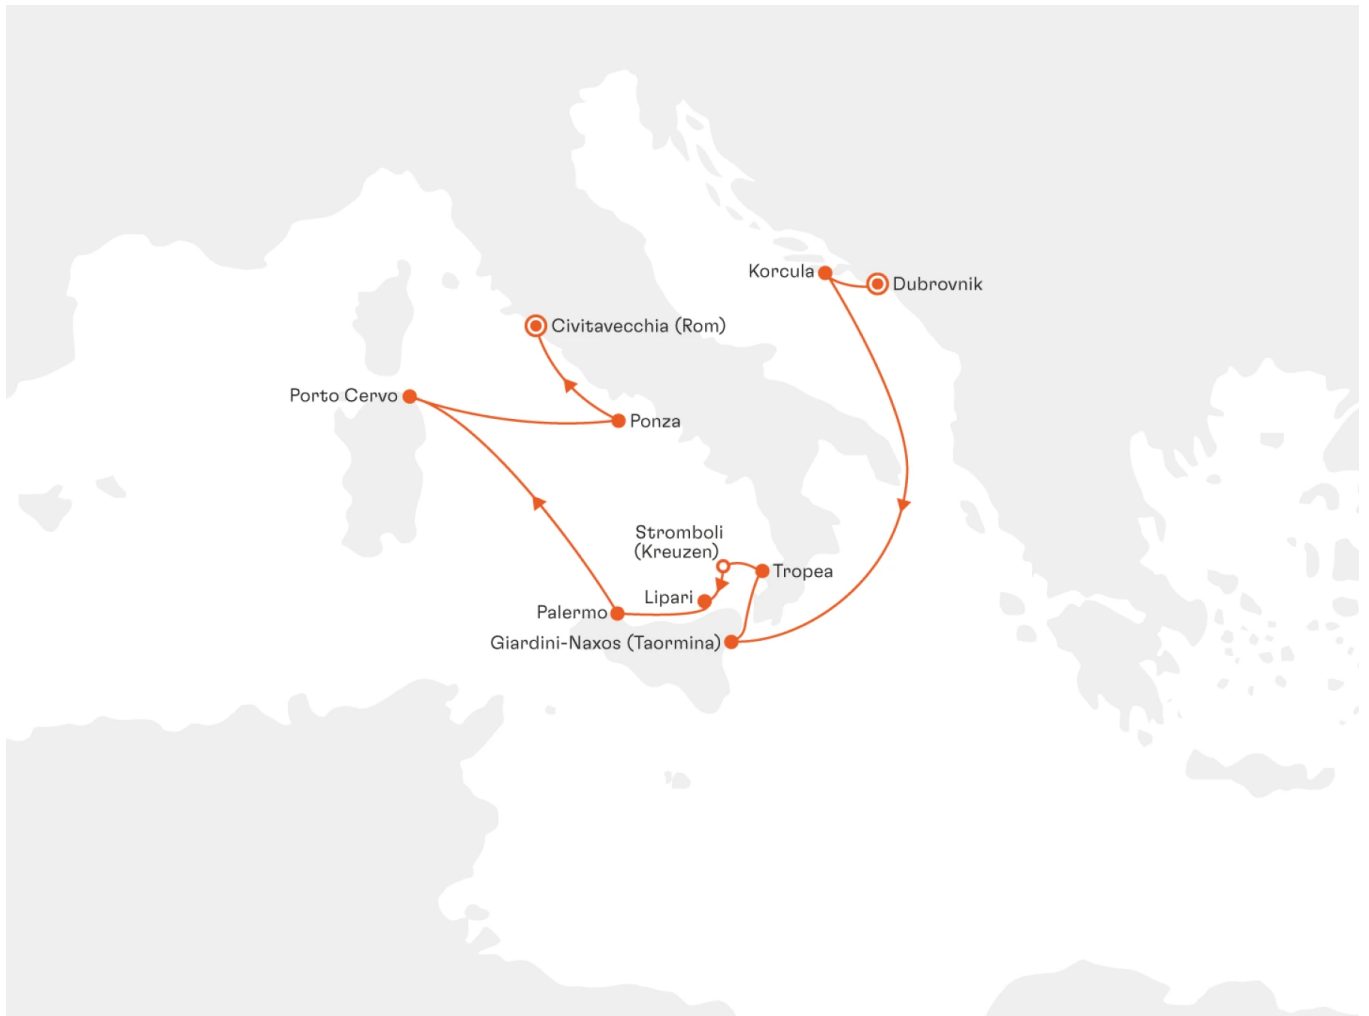 Korcula
Dubrovnik
Civitavecchia (Rom)
Porto Cervo
Ponza
Stromboli
(Kreuzen)
Tropea
Lipari
Palermo
Giardini-Naxos (Taormina)